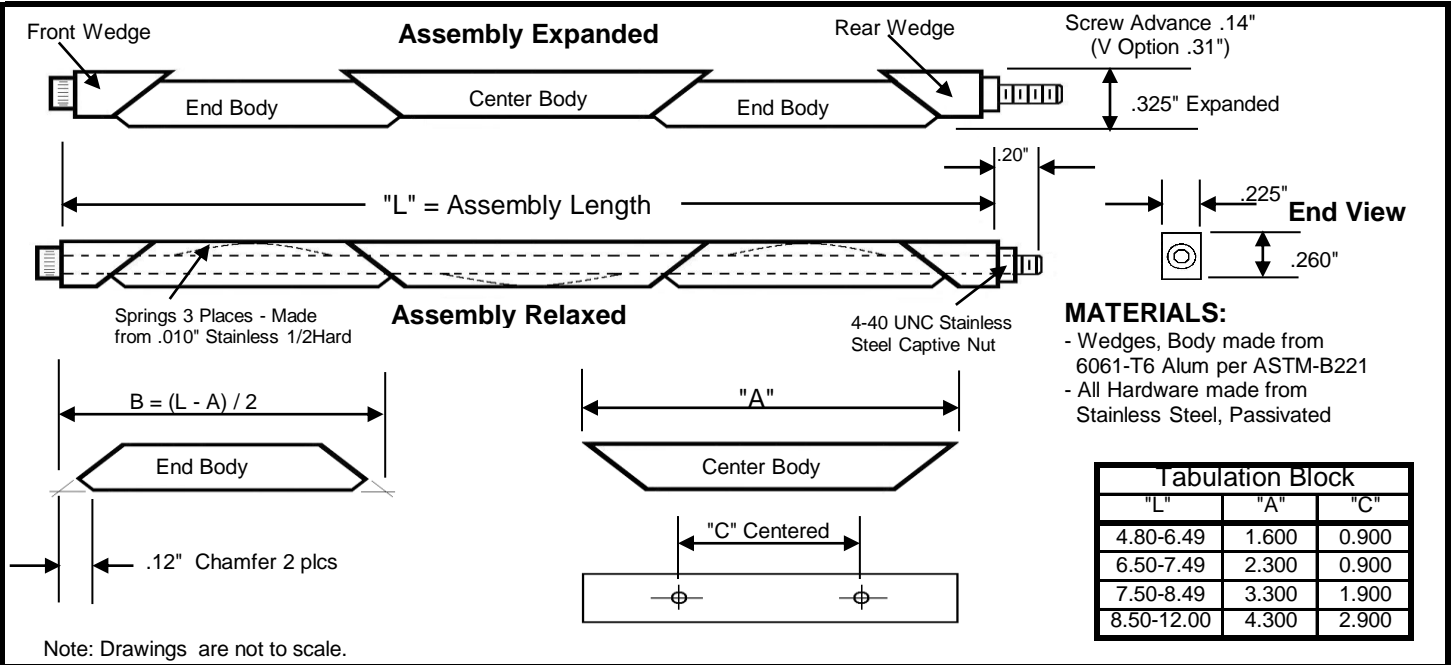 Front Wedge
Assembly Expanded
Rear Wedge
Screw Advance .14"
(V Option .31")
End Body
Center Body
End Body
.325" Expanded
.20"
"L" = Assembly Length
.225"
End View
.260"
Springs 3 Places - Made
from .010" Stainless 1/2Hard
Assembly Relaxed
4-40 UNC Stainless
Steel Captive Nut
MATERIALS:
- Wedges, Body made from
6061-T6 Alum per ASTM-B221
- All Hardware made from
Stainless Steel, Passivated
B = (L - A) / 2
"A"
End Body
Center Body
"C" Centered
.12" Chamfer 2 plcs
Tabulation Block
"L" "A" "C"
4.80-6.49 1.600 0.900
6.50-7.49 2.300 0.900
7.50-8.49 3.300 1.900
8.50-12.00 4.300 2.900
Note: Drawings are not to scale.